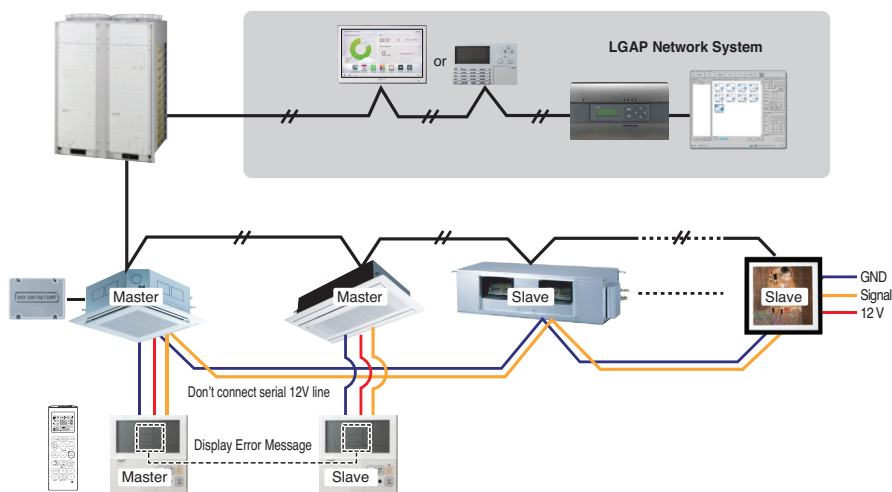 LGAP Network System
or
Master
Master
Slave
Slave
GND
Signal
12 V
Don't connect serial 12V line
Display Error Message
Master
Slave